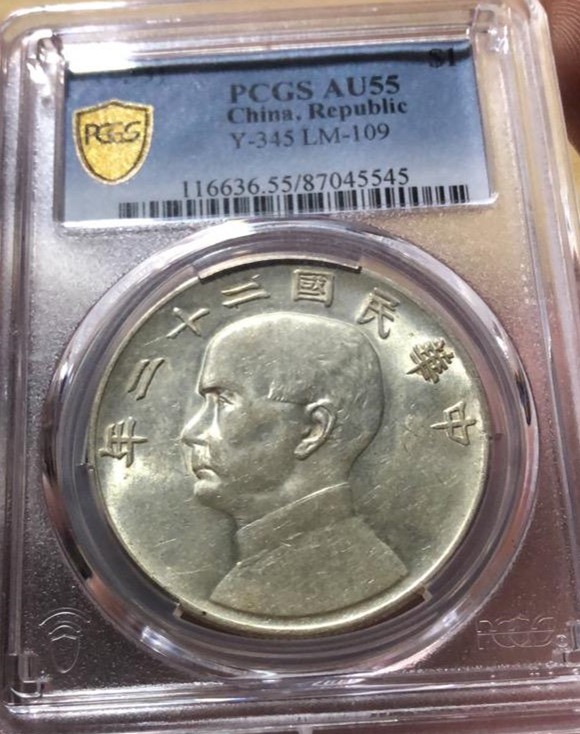 $1
PCGS AU55
China, Republic
Y-345 LM-109
116636.55/87045545
PCGS
中華民國二十二年
PCGS